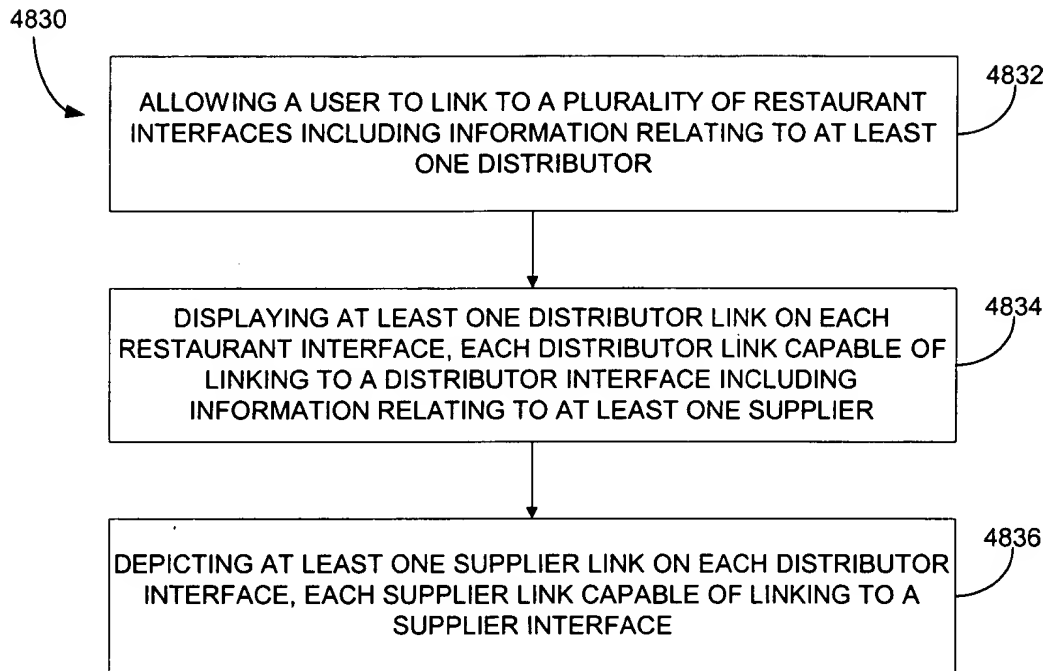 4830
4832
ALLOWING A USER TO LINK TO A PLURALITY OF RESTAURANT
INTERFACES INCLUDING INFORMATION RELATING TO AT LEAST
ONE DISTRIBUTOR
4834
DISPLAYING AT LEAST ONE DISTRIBUTOR LINK ON EACH
RESTAURANT INTERFACE, EACH DISTRIBUTOR LINK CAPABLE OF
LINKING TO A DISTRIBUTOR INTERFACE INCLUDING
INFORMATION RELATING TO AT LEAST ONE SUPPLIER
4836
DEPICTING AT LEAST ONE SUPPLIER LINK ON EACH DISTRIBUTOR
INTERFACE, EACH SUPPLIER LINK CAPABLE OF LINKING TO A
SUPPLIER INTERFACE